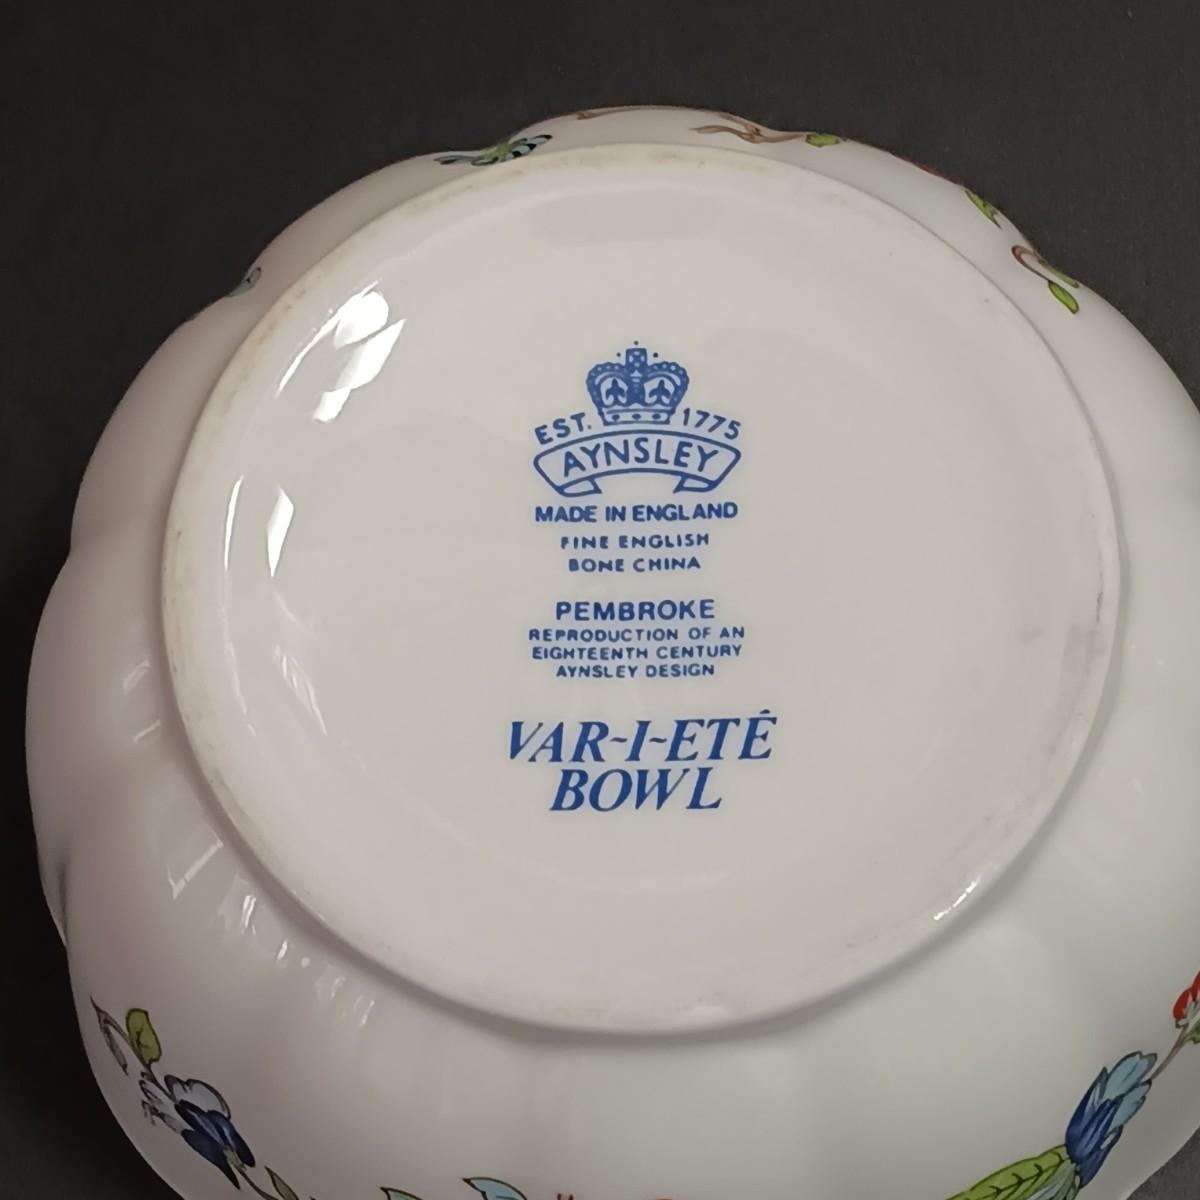 EST. 1775
AYNSLEY
MADE IN ENGLAND
FINE ENGLISH
BONE CHINA
PEMBROKE
REPRODUCTION OF AN
EIGHTEENTH CENTURY
AYNSLEY DESIGN
VAR-I-ETÉ
BOWL